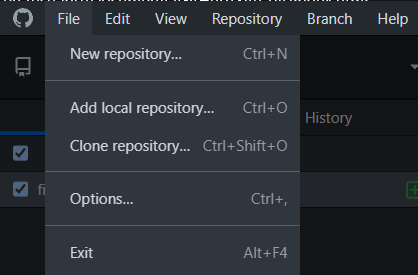 File Edit View Repository Branch Help
New repository... Ctrl+N
Add local repository... Ctrl+O
History
Clone repository... Ctrl+Shift+O
Options... Ctrl+,
Exit Alt+F4